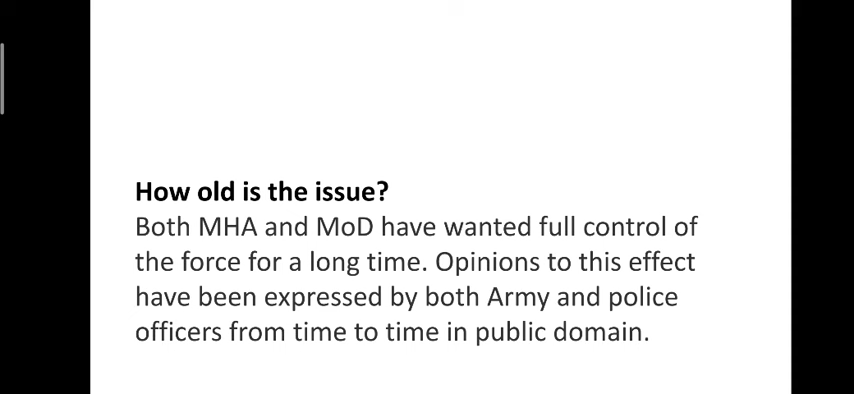 How old is the issue?
Both MHA and MoD have wanted full control of
the force for a long time. Opinions to this effect
have been expressed by both Army and police
officers from time to time in public domain.